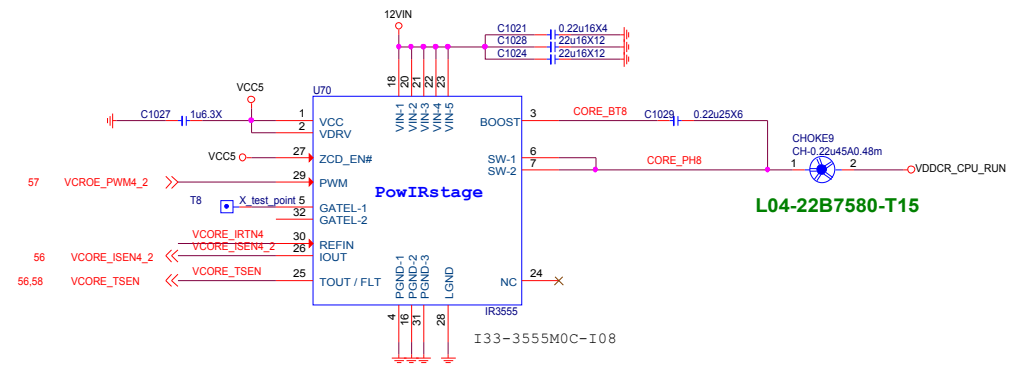 12VIN
C1021 0.22u16X4
C1028 22u16X12
C1024 22u16X12
18 20 21 22 23
U70
VCC5
VIN-1 VIN-2 VIN-3 VIN-4 VIN-5
C1027 1u6.3X
1 VCC
2 VDRV
BOOST 3 CORE_BT8 C1029 0.22u25X6
CHOKE9
CH-0.22u45A0.48m
VCC5 27 ZCD_EN#
SW-1 6
SW-2 7 CORE_PH8 1 2 VDDCR_CPU_RUN
57 VCROE_PWM4_2 29 PWM
PowIRstage
L04-22B7580-T15
T8 X_test_point 5 GATEL-1
32 GATEL-2
VCORE_IRTN4 30 REFIN
56 VCORE_ISEN4_2 VCORE_ISEN4_2 26 IOUT
56,58 VCORE_TSEN VCORE_TSEN 25 TOUT / FLT
NC 24
PGND-1 PGND-2 PGND-3 LGND
IR3555
4 16 31 28
I33-3555M0C-I08